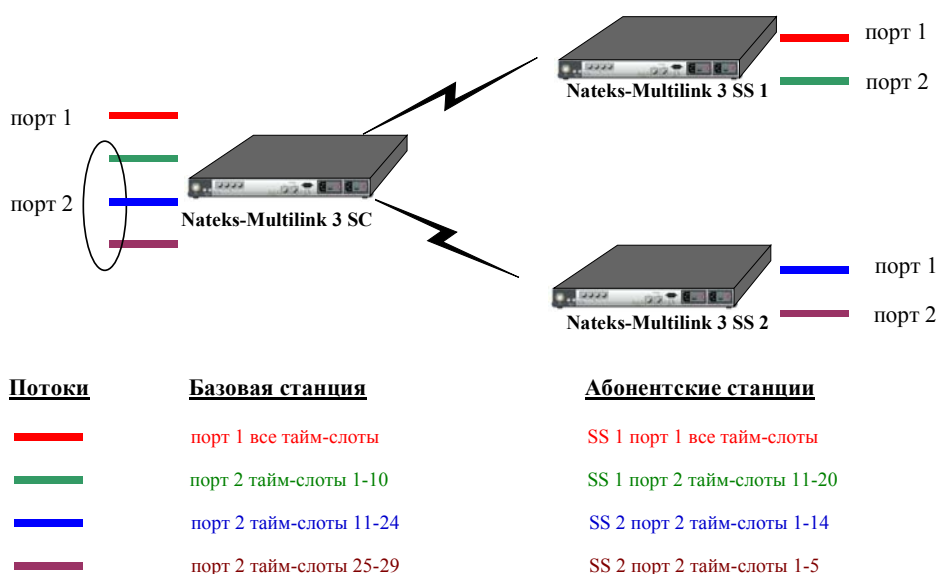 порт 1
Nateks-Multilink 3 SS 1
порт 2
порт 1
порт 2
Nateks-Multilink 3 SC
порт 1
Nateks-Multilink 3 SS 2
порт 2
Потоки Базовая станция Абонентские станции
порт 1 все тайм-слоты SS 1 порт 1 все тайм-слоты
порт 2 тайм-слоты 1-10 SS 1 порт 2 тайм-слоты 11-20
порт 2 тайм-слоты 11-24 SS 2 порт 2 тайм-слоты 1-14
порт 2 тайм-слоты 25-29 SS 2 порт 2 тайм-слоты 1-5